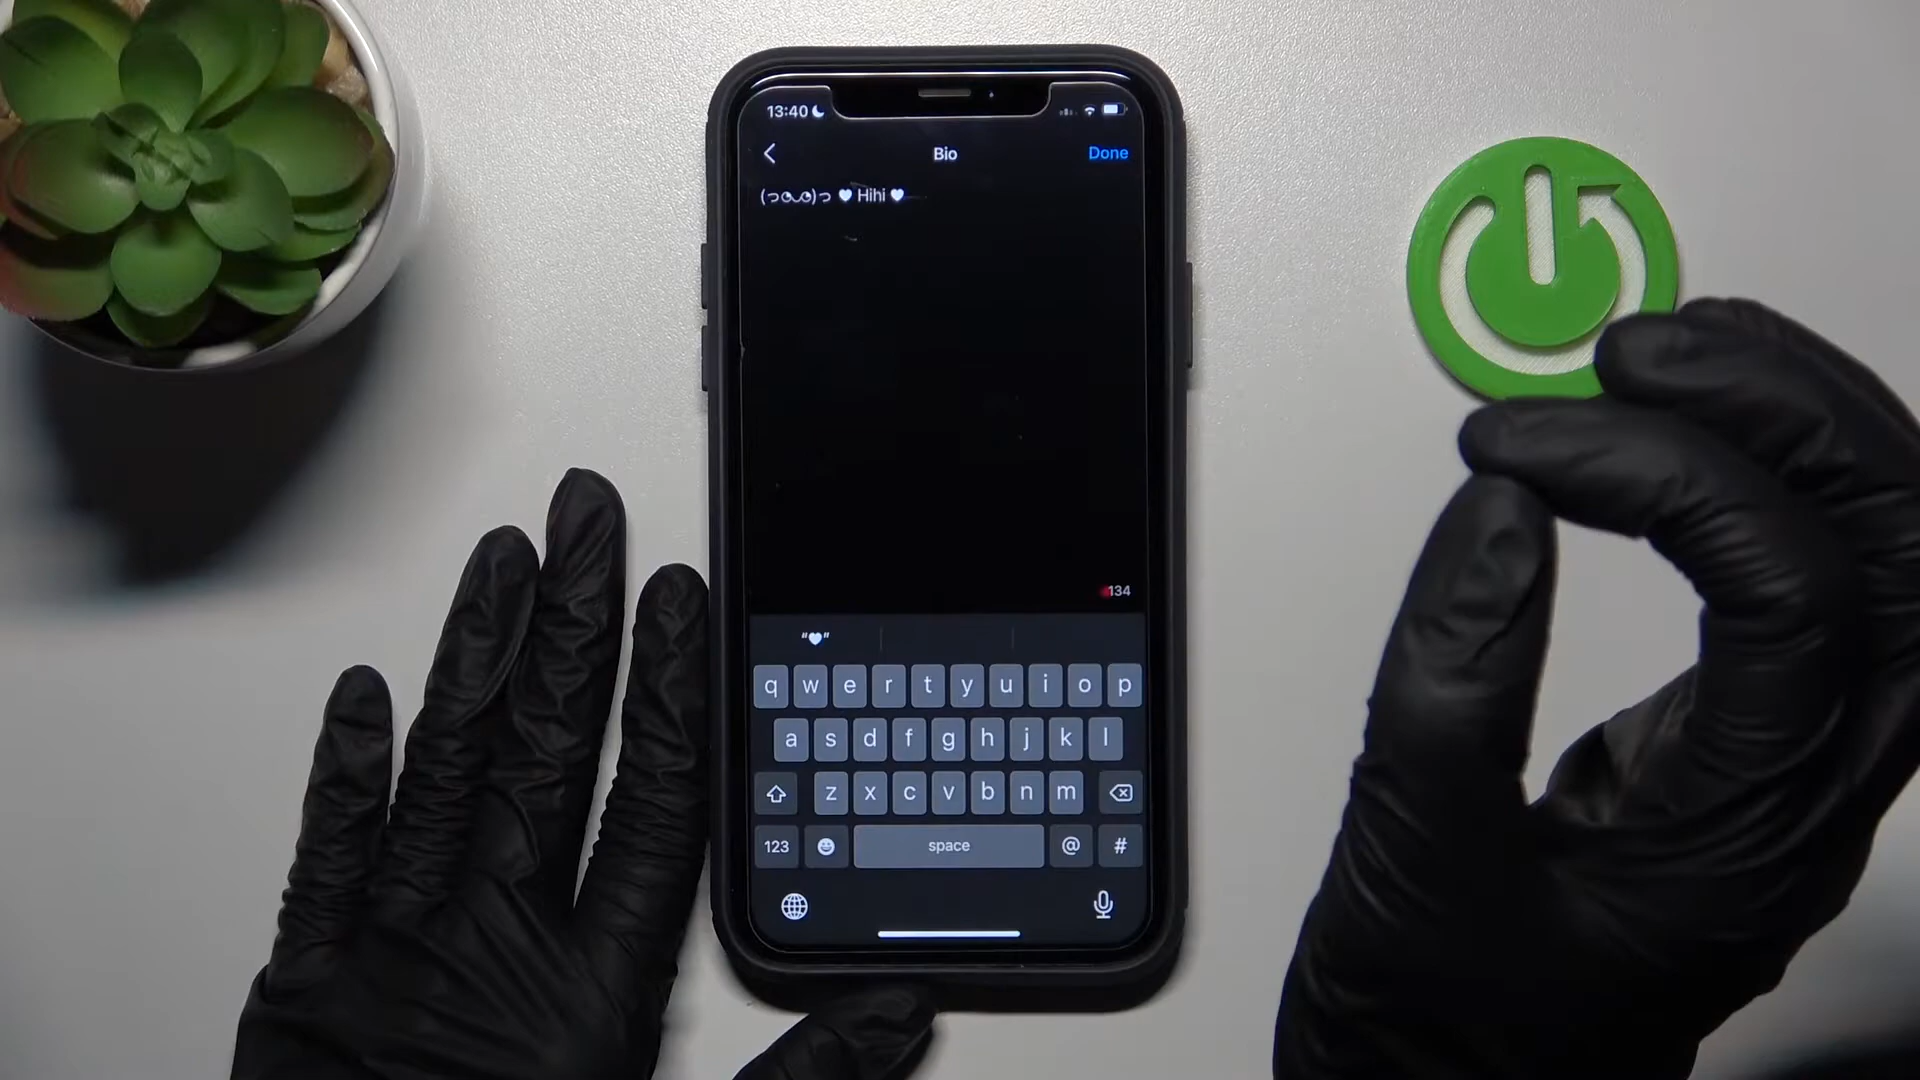 13:40
Bio
Done
(っ◔◡◔)っ ♥ Hihi ♥
134
"♥"
q w e r t y u i o p
a s d f g h j k l
z x c v b n m
123 space @ #